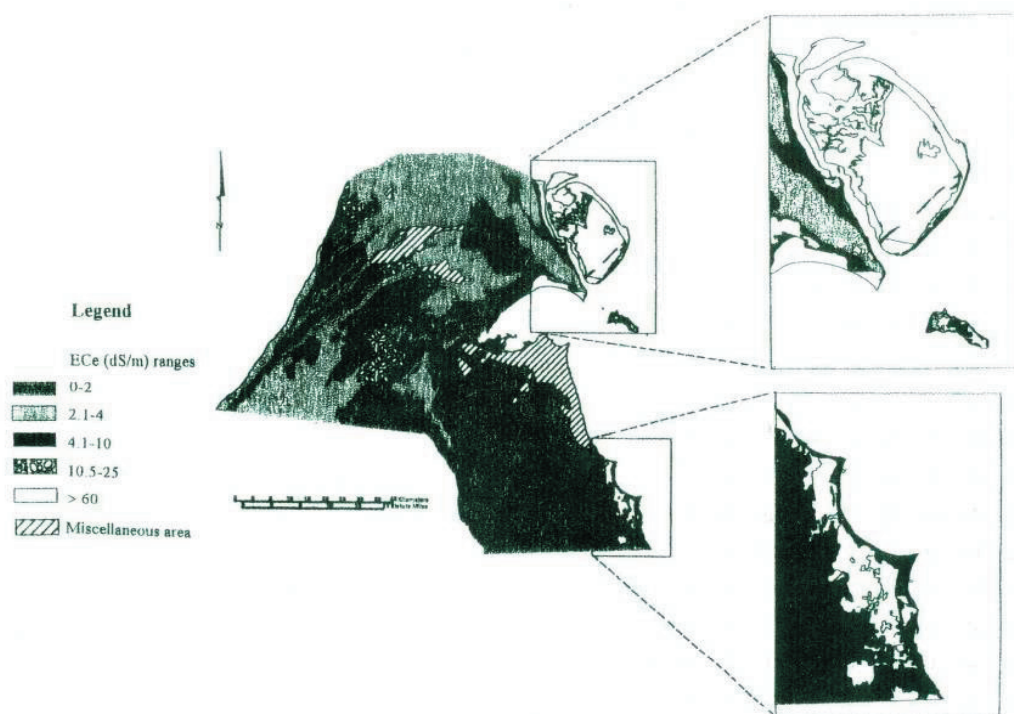 N
Legend
ECe (dS/m) ranges
0-2
2.1-4
4.1-10
10.5-25
> 60
Miscellaneous area